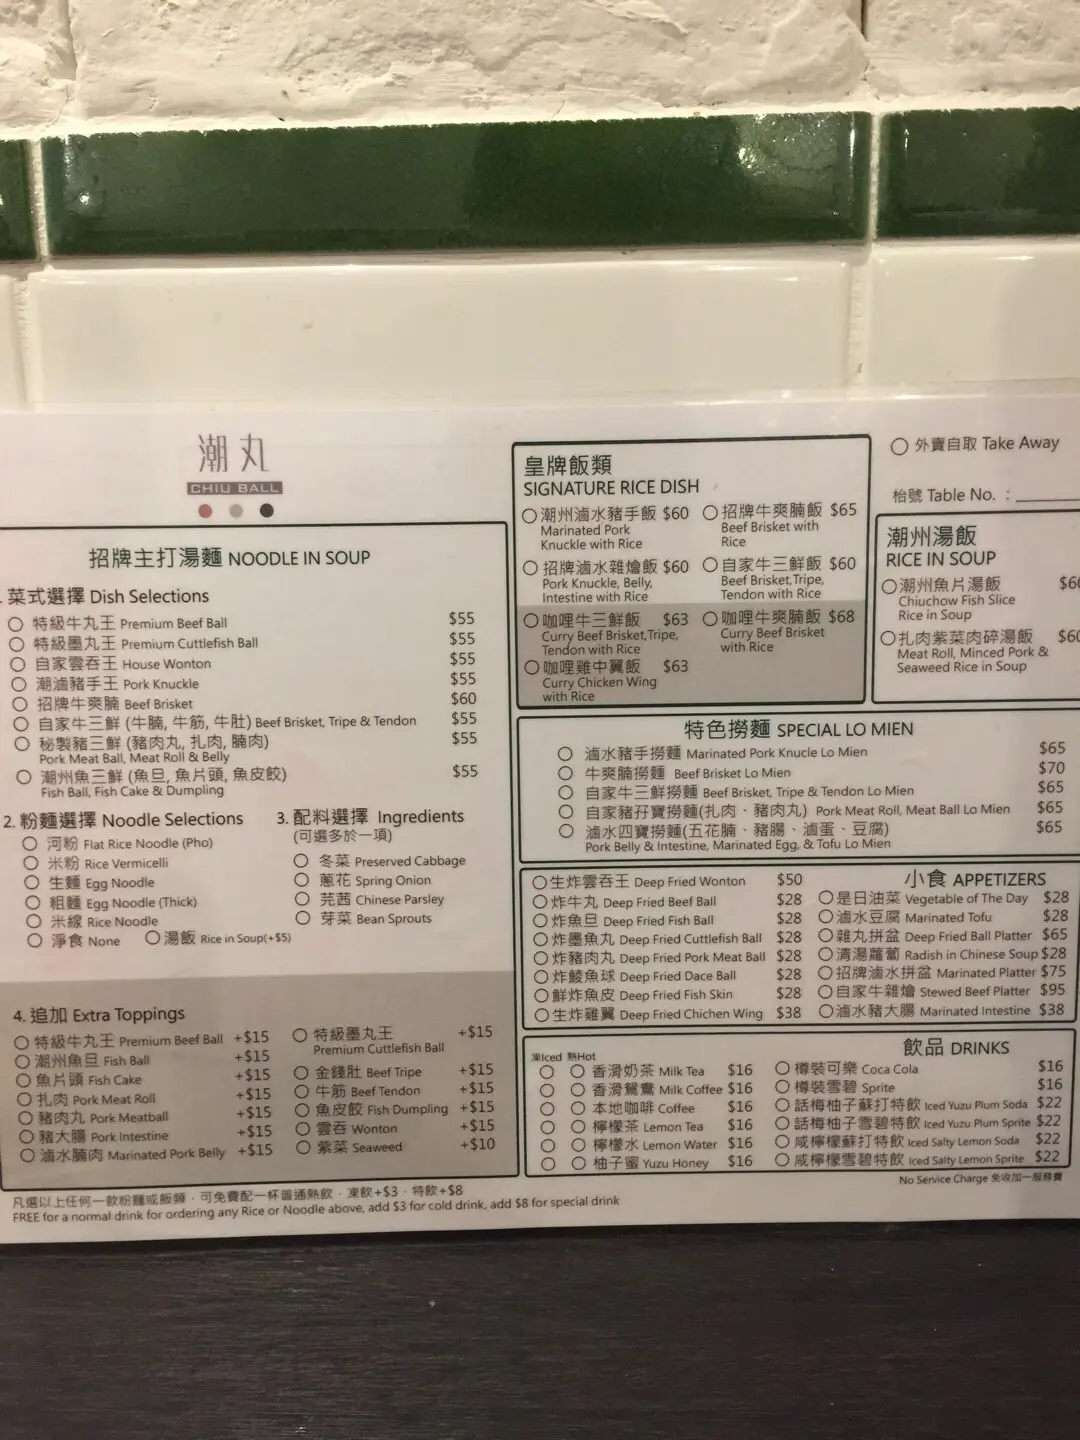 潮丸
CHIU BALL
招牌主打湯麵 NOODLE IN SOUP
菜式選擇 Dish Selections
特級牛丸王 Premium Beef Ball $55
特級墨丸王 Premium Cuttlefish Ball $55
自家雲吞王 House Wonton $55
潮滷豬手王 Pork Knuckle $55
招牌牛爽腩 Beef Brisket $60
自家牛三鮮 (牛腩, 牛筋, 牛肚) Beef Brisket, Tripe & Tendon $55
秘製豬三鮮 (豬肉丸, 扎肉, 腩肉) $55
Pork Meat Ball, Meat Roll & Belly
潮州魚三鮮 (魚旦, 魚片頭, 魚皮餃) $55
Fish Ball, Fish Cake & Dumpling
2. 粉麵選擇 Noodle Selections
河粉 Flat Rice Noodle (Pho)
米粉 Rice Vermicelli
生麵 Egg Noodle
粗麵 Egg Noodle (Thick)
米線 Rice Noodle
淨食 None 湯飯 Rice in Soup(+$5)
3. 配料選擇 Ingredients
(可選多於一項)
冬菜 Preserved Cabbage
蔥花 Spring Onion
芫茜 Chinese Parsley
芽菜 Bean Sprouts
4. 追加 Extra Toppings
特級牛丸王 Premium Beef Ball +$15
潮州魚旦 Fish Ball +$15
魚片頭 Fish Cake +$15
扎肉 Pork Meat Roll +$15
豬肉丸 Pork Meatball +$15
豬大腸 Pork Intestine +$15
滷水腩肉 Marinated Pork Belly +$15
特級墨丸王 +$15
Premium Cuttlefish Ball
金錢肚 Beef Tripe +$15
牛筋 Beef Tendon +$15
魚皮餃 Fish Dumpling +$15
雲吞 Wonton +$15
紫菜 Seaweed +$10
凡選以上任何一款粉麵或飯類，可免費配一杯普通熱飲，凍飲+$3，特飲+$8
FREE for a normal drink for ordering any Rice or Noodle above, add $3 for cold drink, add $8 for special drink
皇牌飯類
SIGNATURE RICE DISH
潮州滷水豬手飯 $60
Marinated Pork
Knuckle with Rice
招牌牛爽腩飯 $65
Beef Brisket with
Rice
招牌滷水雜燴飯 $60
Pork Knuckle, Belly,
Intestine with Rice
自家牛三鮮飯 $60
Beef Brisket,Tripe,
Tendon with Rice
咖哩牛三鮮飯 $63
Curry Beef Brisket,Tripe,
Tendon with Rice
咖哩牛爽腩飯 $68
Curry Beef Brisket
with Rice
咖哩雞中翼飯 $63
Curry Chicken Wing
with Rice
外賣自取 Take Away
枱號 Table No. :
潮州湯飯
RICE IN SOUP
潮州魚片湯飯 $60
Chiuchow Fish Slice
Rice in Soup
扎肉紫菜肉碎湯飯 $60
Meat Roll, Minced Pork &
Seaweed Rice in Soup
特色撈麵 SPECIAL LO MIEN
滷水豬手撈麵 Marinated Pork Knucle Lo Mien $65
牛爽腩撈麵 Beef Brisket Lo Mien $70
自家牛三鮮撈麵 Beef Brisket, Tripe & Tendon Lo Mien $65
自家豬孖寶撈麵(扎肉、豬肉丸) Pork Meat Roll, Meat Ball Lo Mien $65
滷水四寶撈麵(五花腩、豬腸、滷蛋、豆腐) $65
Pork Belly & Intestine, Marinated Egg, & Tofu Lo Mien
小食 APPETIZERS
生炸雲吞王 Deep Fried Wonton $50
炸牛丸 Deep Fried Beef Ball $28
炸魚旦 Deep Fried Fish Ball $28
炸墨魚丸 Deep Fried Cuttlefish Ball $28
炸豬肉丸 Deep Fried Pork Meat Ball $28
炸鯪魚球 Deep Fried Dace Ball $28
鮮炸魚皮 Deep Fried Fish Skin $28
生炸雞翼 Deep Fried Chichen Wing $38
是日油菜 Vegetable of The Day $28
滷水豆腐 Marinated Tofu $28
雜丸拼盆 Deep Fried Ball Platter $65
清湯蘿蔔 Radish in Chinese Soup $28
招牌滷水拼盆 Marinated Platter $75
自家牛雜燴 Stewed Beef Platter $95
滷水豬大腸 Marinated Intestine $38
飲品 DRINKS
凍Iced 熱Hot
香滑奶茶 Milk Tea $16
香滑鴛鴦 Milk Coffee $16
本地咖啡 Coffee $16
檸檬茶 Lemon Tea $16
檸檬水 Lemon Water $16
柚子蜜 Yuzu Honey $16
樽裝可樂 Coca Cola $16
樽裝雪碧 Sprite $16
話梅柚子蘇打特飲 Iced Yuzu Plum Soda $22
話梅柚子雪碧特飲 Iced Yuzu Plum Sprite $22
咸檸檬蘇打特飲 Iced Salty Lemon Soda $22
咸檸檬雪碧特飲 Iced Salty Lemon Sprite $22
No Service Charge 免收加一服務費